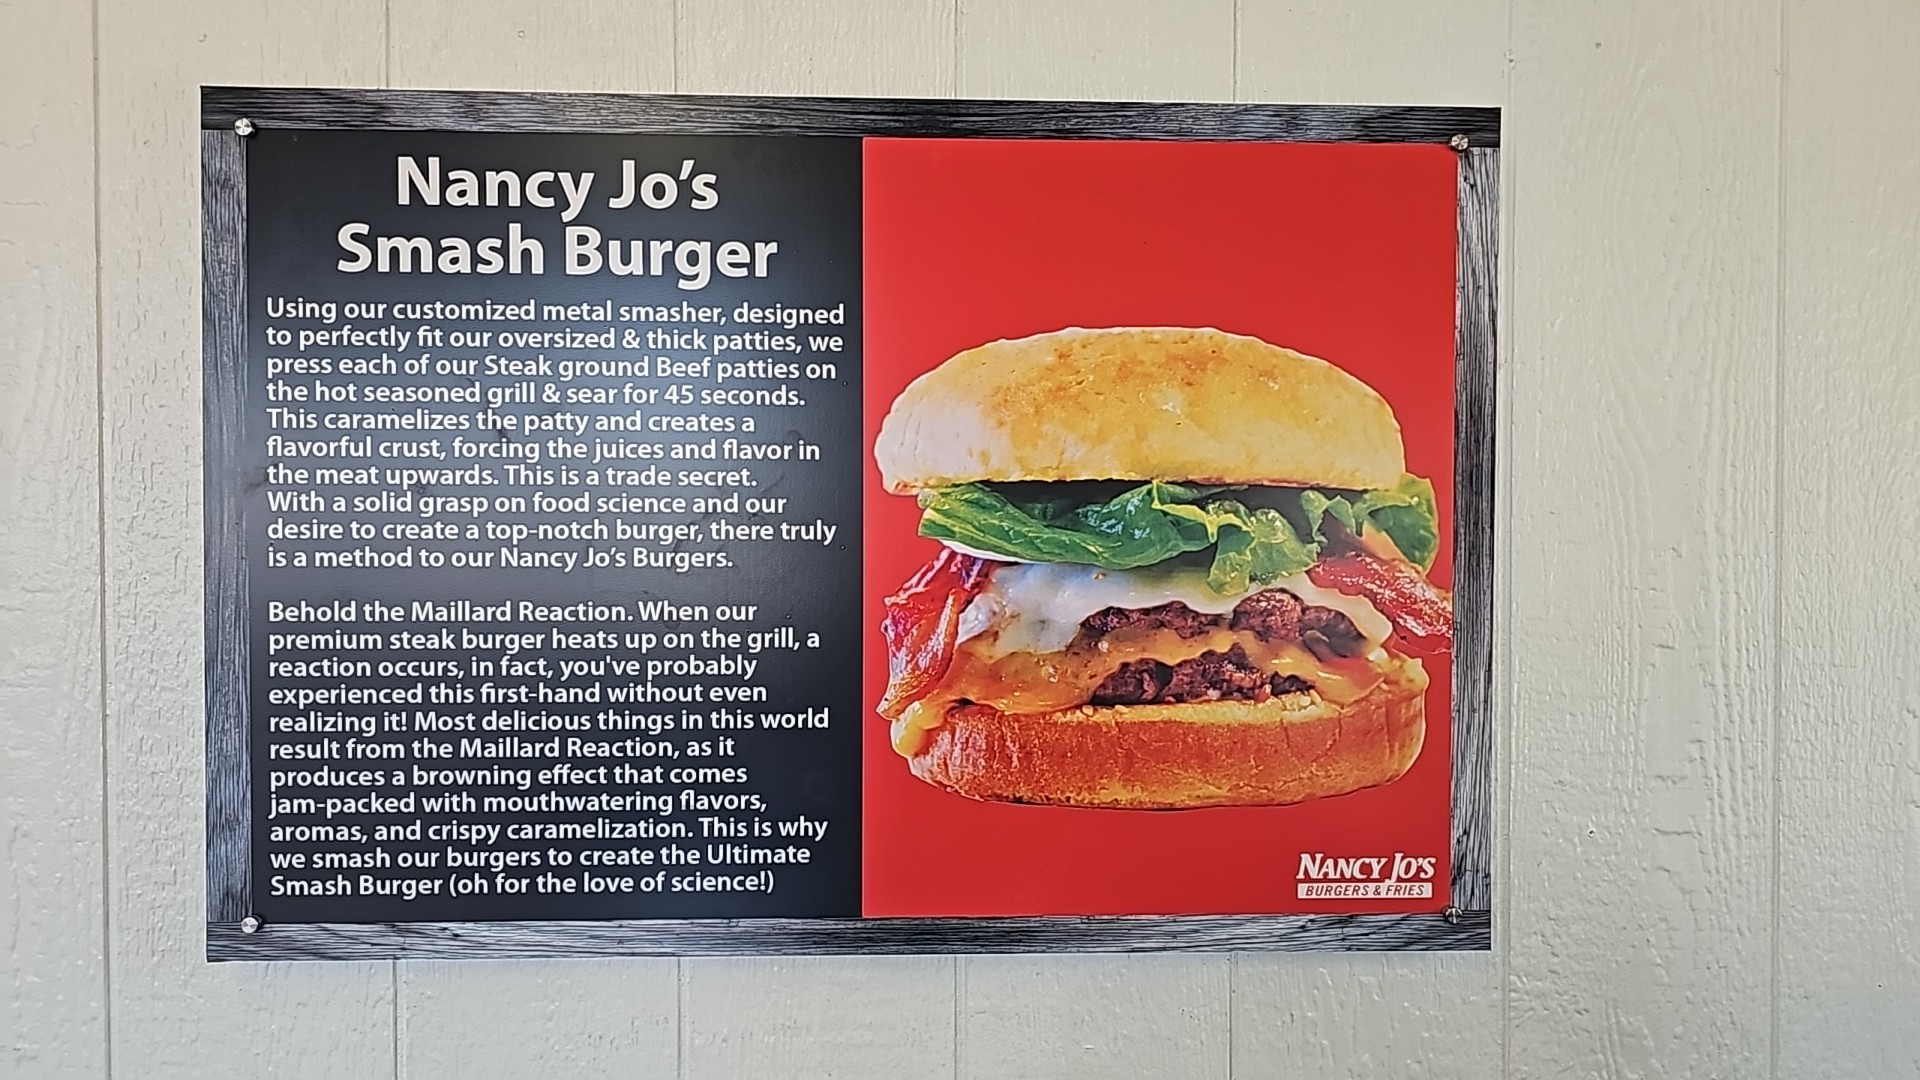 Nancy Jo's
Smash Burger
Using our customized metal smasher, designed
to perfectly fit our oversized & thick patties, we
press each of our Steak ground Beef patties on
the hot seasoned grill & sear for 45 seconds.
This caramelizes the patty and creates a
flavorful crust, forcing the juices and flavor in
the meat upwards. This is a trade secret.
With a solid grasp on food science and our
desire to create a top-notch burger, there truly
is a method to our Nancy Jo's Burgers.
Behold the Maillard Reaction. When our
premium steak burger heats up on the grill, a
reaction occurs, in fact, you've probably
experienced this first-hand without even
realizing it! Most delicious things in this world
result from the Maillard Reaction, as it
produces a browning effect that comes
jam-packed with mouthwatering flavors,
aromas, and crispy caramelization. This is why
we smash our burgers to create the Ultimate
Smash Burger (oh for the love of science!)
NANCY JO'S
BURGERS & FRIES